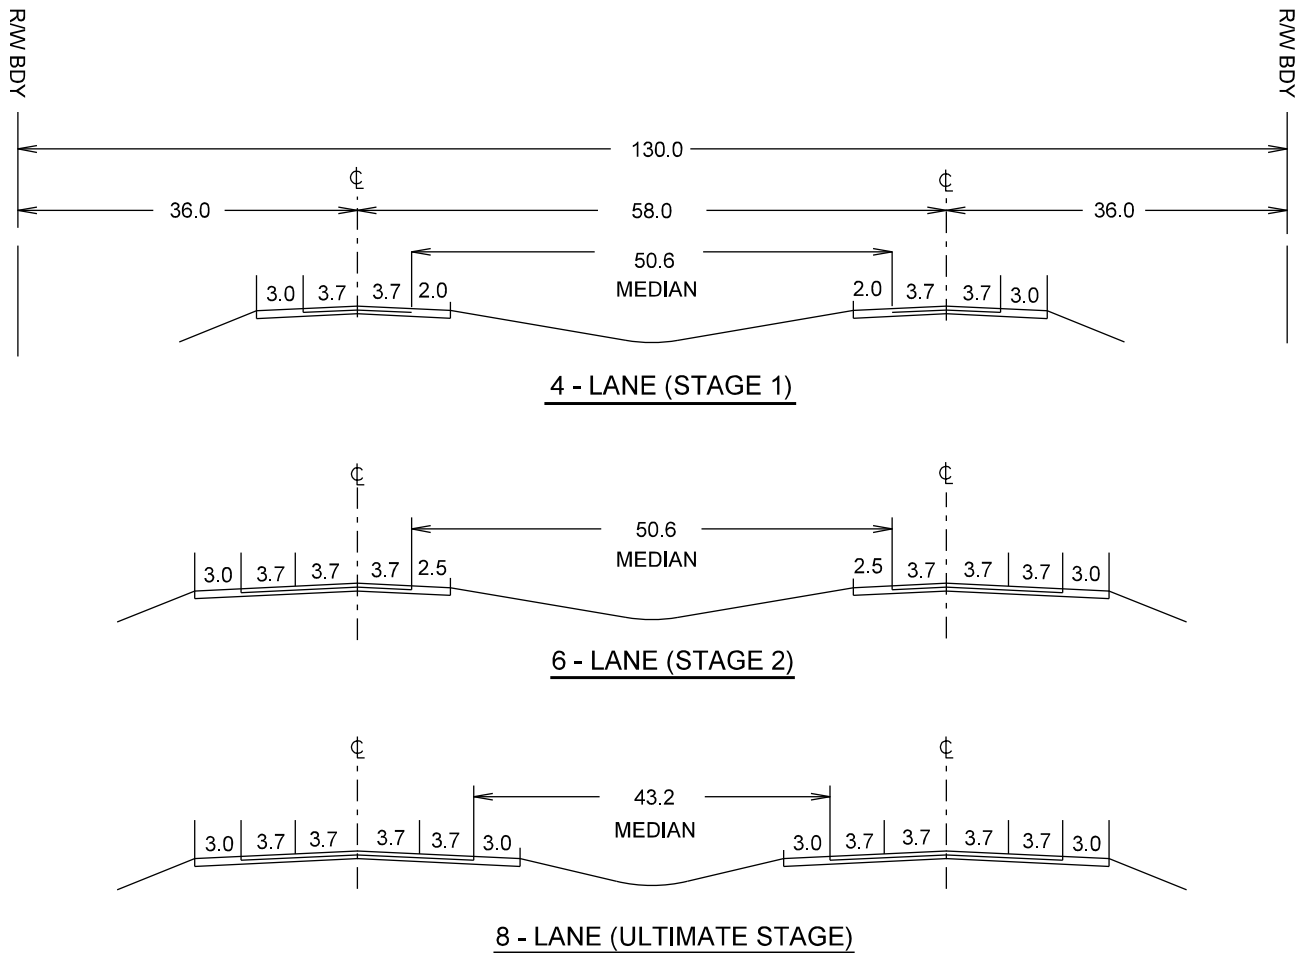 R/W BDY
R/W BDY
130.0
℄ ℄
36.0 58.0 36.0
50.6
MEDIAN
3.0 3.7 3.7 2.0 2.0 3.7 3.7 3.0
4 - LANE (STAGE 1)
℄ ℄
50.6
MEDIAN
3.0 3.7 3.7 3.7 2.5 2.5 3.7 3.7 3.7 3.0
6 - LANE (STAGE 2)
℄ ℄
43.2
MEDIAN
3.0 3.7 3.7 3.7 3.7 3.0 3.0 3.7 3.7 3.7 3.7 3.0
8 - LANE (ULTIMATE STAGE)